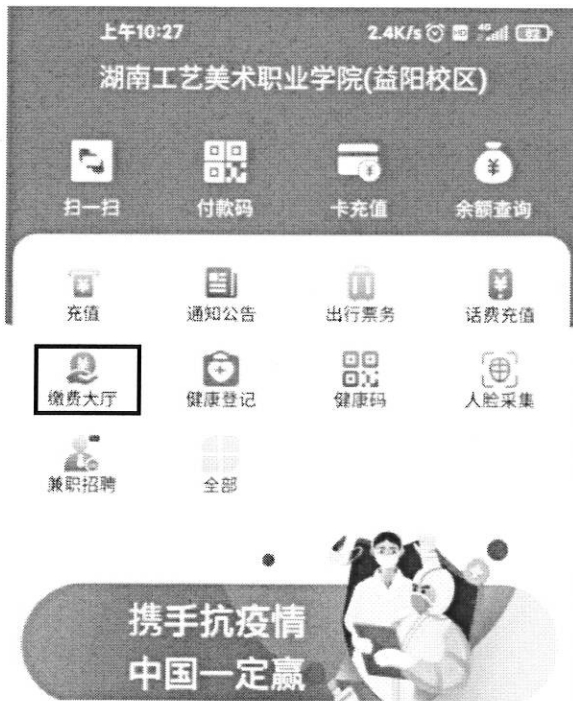 上午10:27 2.4K/s HD 4G 82
湖南工艺美术职业学院(益阳校区)
扫一扫 付款码 卡充值 余额查询
充值 通知公告 出行票务 话费充值
缴费大厅 健康登记 健康码 人脸采集
兼职招聘 全部
携手抗疫情
中国一定赢